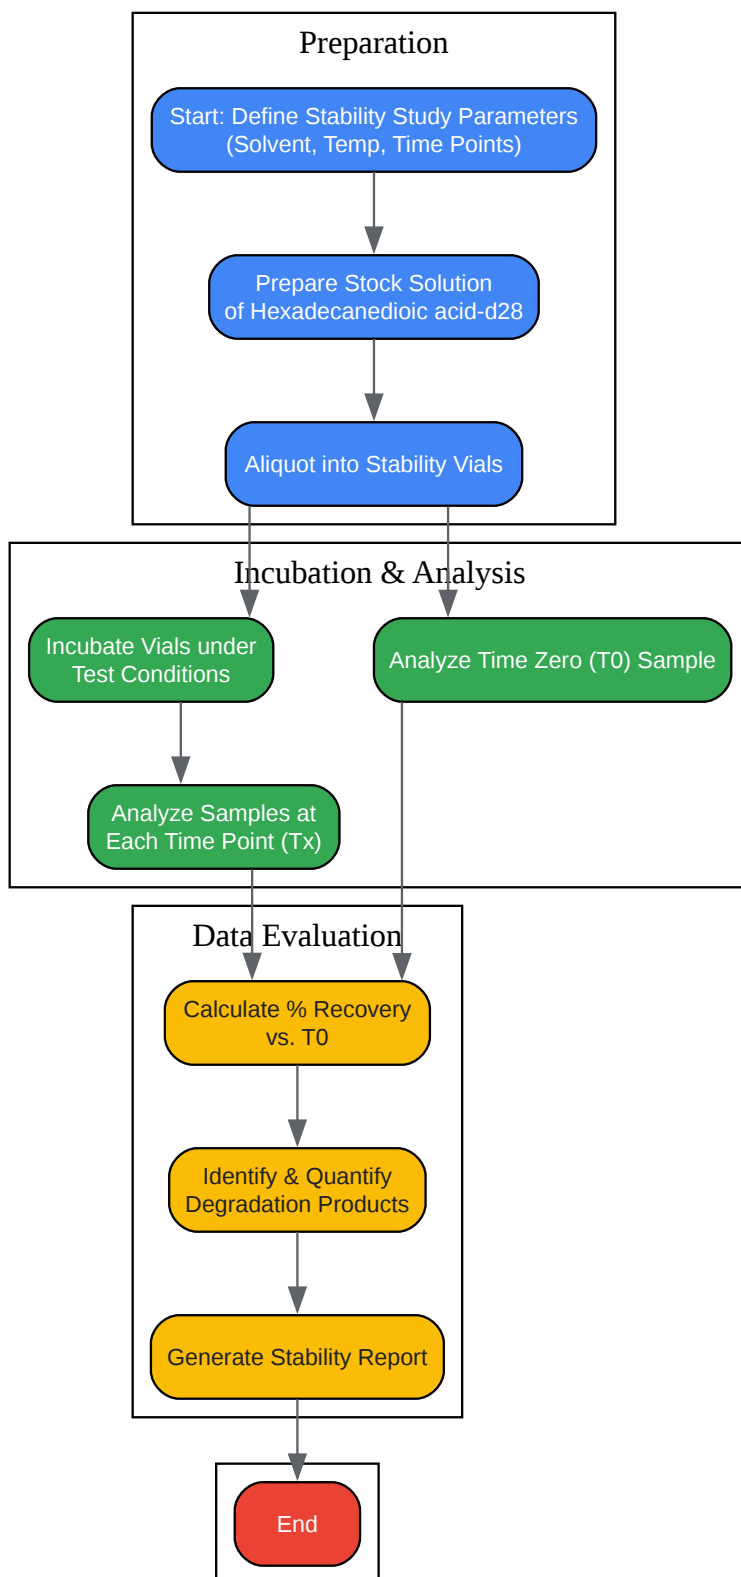 Preparation
Start: Define Stability Study Parameters
(Solvent, Temp, Time Points)
Prepare Stock Solution
of Hexadecanedioic acid-d28
Aliquot into Stability Vials
Incubation & Analysis
Incubate Vials under
Test Conditions
Analyze Time Zero (T0) Sample
Analyze Samples at
Each Time Point (Tx)
Data Evaluation
Calculate % Recovery
vs. T0
Identify & Quantify
Degradation Products
Generate Stability Report
End